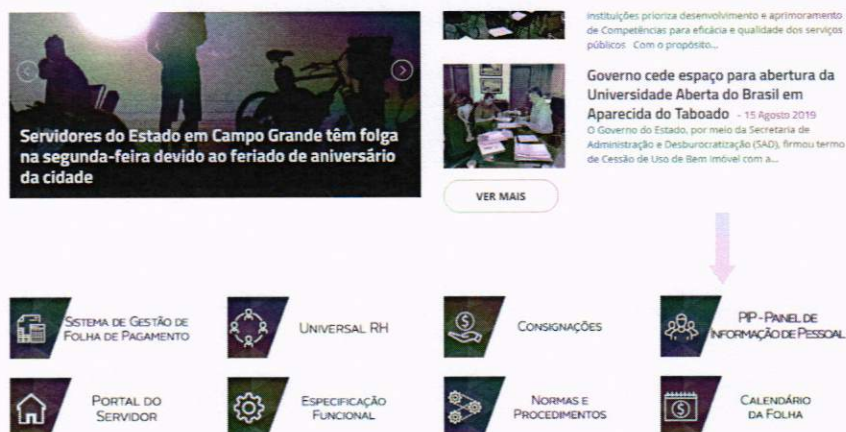 instituições prioriza desenvolvimento e aprimoramento
de Competências para eficácia e qualidade dos serviços
públicos Com o propósito...
Servidores do Estado em Campo Grande têm folga
na segunda-feira devido ao feriado de aniversário
da cidade
Governo cede espaço para abertura da
Universidade Aberta do Brasil em
Aparecida do Taboado - 15 Agosto 2019
O Governo do Estado, por meio da Secretaria de
Administração e Desburocratização (SAD), firmou termo
de Cessão de Uso de Bem Imóvel com a...
VER MAIS
SISTEMA DE GESTÃO DE
FOLHA DE PAGAMENTO
UNIVERSAL RH
CONSIGNAÇÕES
PIP - PAINEL DE
INFORMAÇÃO DE PESSOAL
PORTAL DO
SERVIDOR
ESPECIFICAÇÃO
FUNCIONAL
NORMAS E
PROCEDIMENTOS
CALENDÁRIO
DA FOLHA